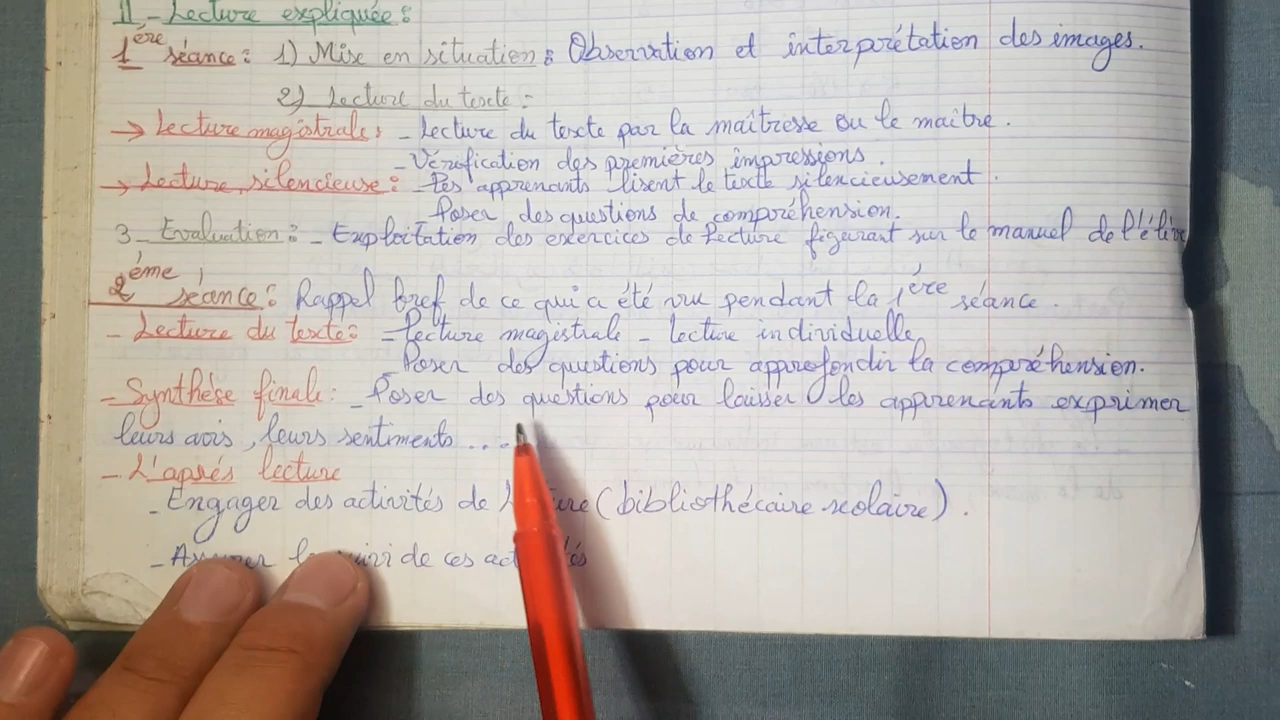 II - Lecture expliquée :
1ère séance : 1) Mise en situation : Observation et interprétation des images.
2) Lecture du texte :
→ Lecture magistrale : - Lecture du texte par la maîtresse ou le maître.
- Vérification des premières impressions.
→ Lecture silencieuse : - Les apprenants lisent le texte silencieusement.
- Poser des questions de compréhension.
3 - Evaluation : - Exploitation des exercices de lecture figurant sur le manuel de l'élève
2ème séance : Rappel bref de ce qui a été vu pendant la 1ère séance.
- Lecture du texte : - Lecture magistrale - lecture individuelle
- Poser des questions pour approfondir la compréhension.
- Synthèse finale : - Poser des questions pour laisser les apprenants exprimer
leurs avis, leurs sentiments ....
- L'après lecture
- Engager des activités de (bibliothécaire scolaire).
- de ces